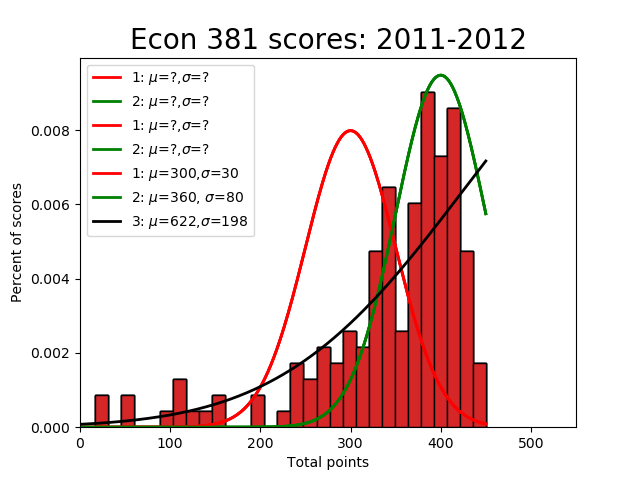 Econ 381 scores: 2011-2012
1: μ=?,σ=?
2: μ=?,σ=?
1: μ=?,σ=?
2: μ=?,σ=?
1: μ=300,σ=30
2: μ=360, σ=80
3: μ=622,σ=198
Percent of scores
0.008
0.006
0.004
0.002
0.000
0 100 200 300 400 500
Total points